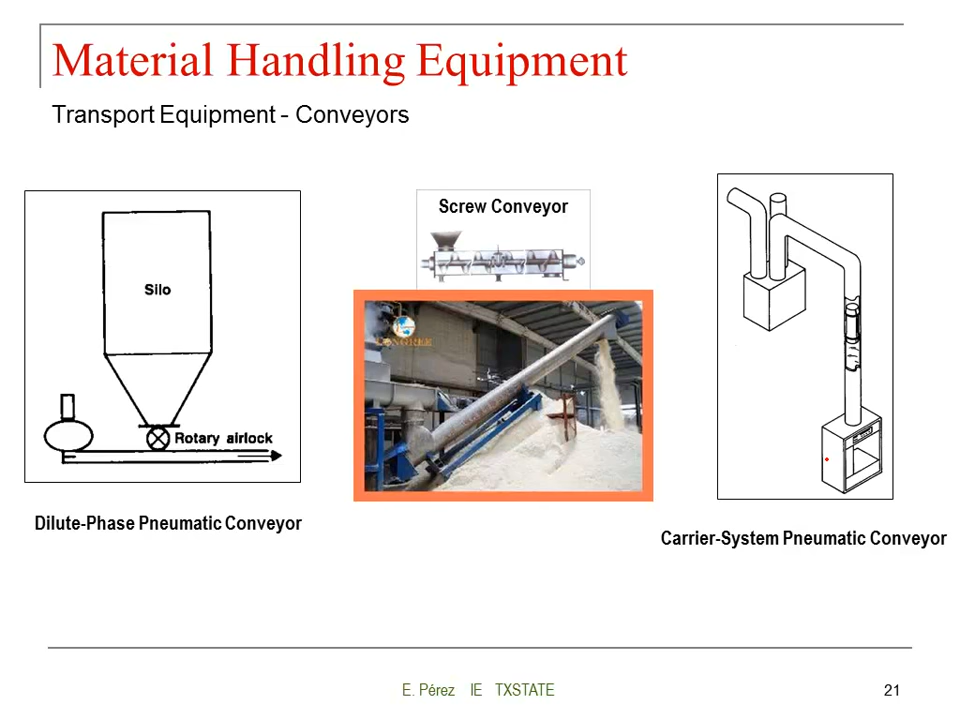 Material Handling Equipment
Transport Equipment - Conveyors
Silo
Rotary airlock
Dilute-Phase Pneumatic Conveyor
Screw Conveyor
LONGREE
Carrier-System Pneumatic Conveyor
E. Pérez IE TXSTATE
21